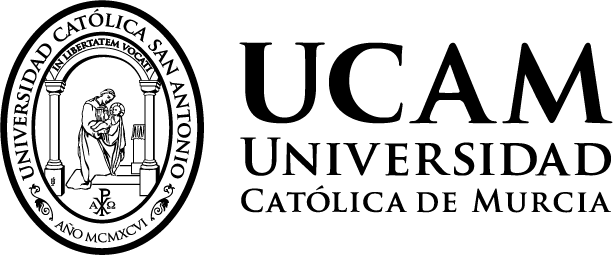 UNIVERSIDAD CATÓLICA SAN ANTONIO
IN LIBERTATEM VOCATI
Α Ω
AÑO MCMXCVI
UCAM
UNIVERSIDAD
CATÓLICA DE MURCIA